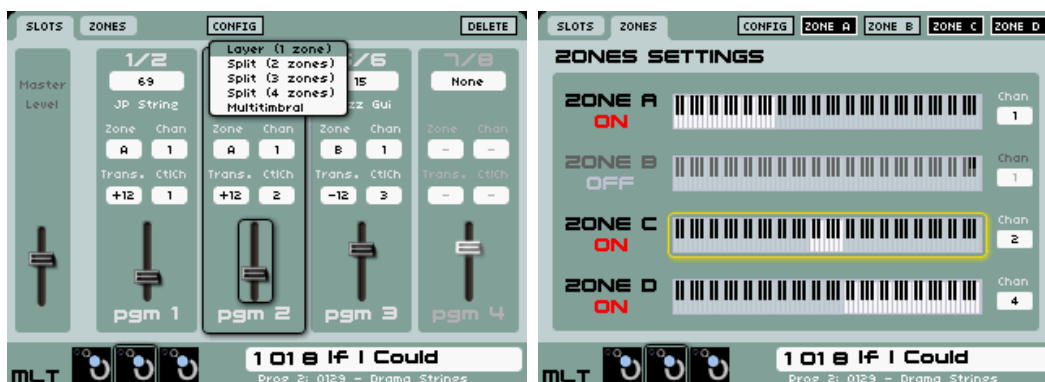 SLOTS ZONES CONFIG DELETE
Layer (1 zone)
Split (2 zones)
Split (3 zones)
Split (4 zones)
Multitimbral
Master
Level
1/2 /6 7/8
69 15 None
JP String zz Gui
Zone Chan Zone Chan Zone Chan Zone Chan
A 1 A 1 B 1 - -
Trans. CtlCh Trans. CtlCh Trans. CtlCh Trans. CtlCh
+12 1 +12 2 -12 3 - -
pgm 1 pgm 2 pgm 3 pgm 4
MLT
1 01 8 If I Could
Prog 2: 0129 - Drama Strings
SLOTS ZONES CONFIG ZONE A ZONE B ZONE C ZONE D
ZONES SETTINGS
ZONE A
ON
Chan
1
ZONE B
OFF
Chan
1
ZONE C
ON
Chan
2
ZONE D
ON
Chan
4
MLT
1 01 8 If I Could
Prog 2: 0129 - Drama Strings